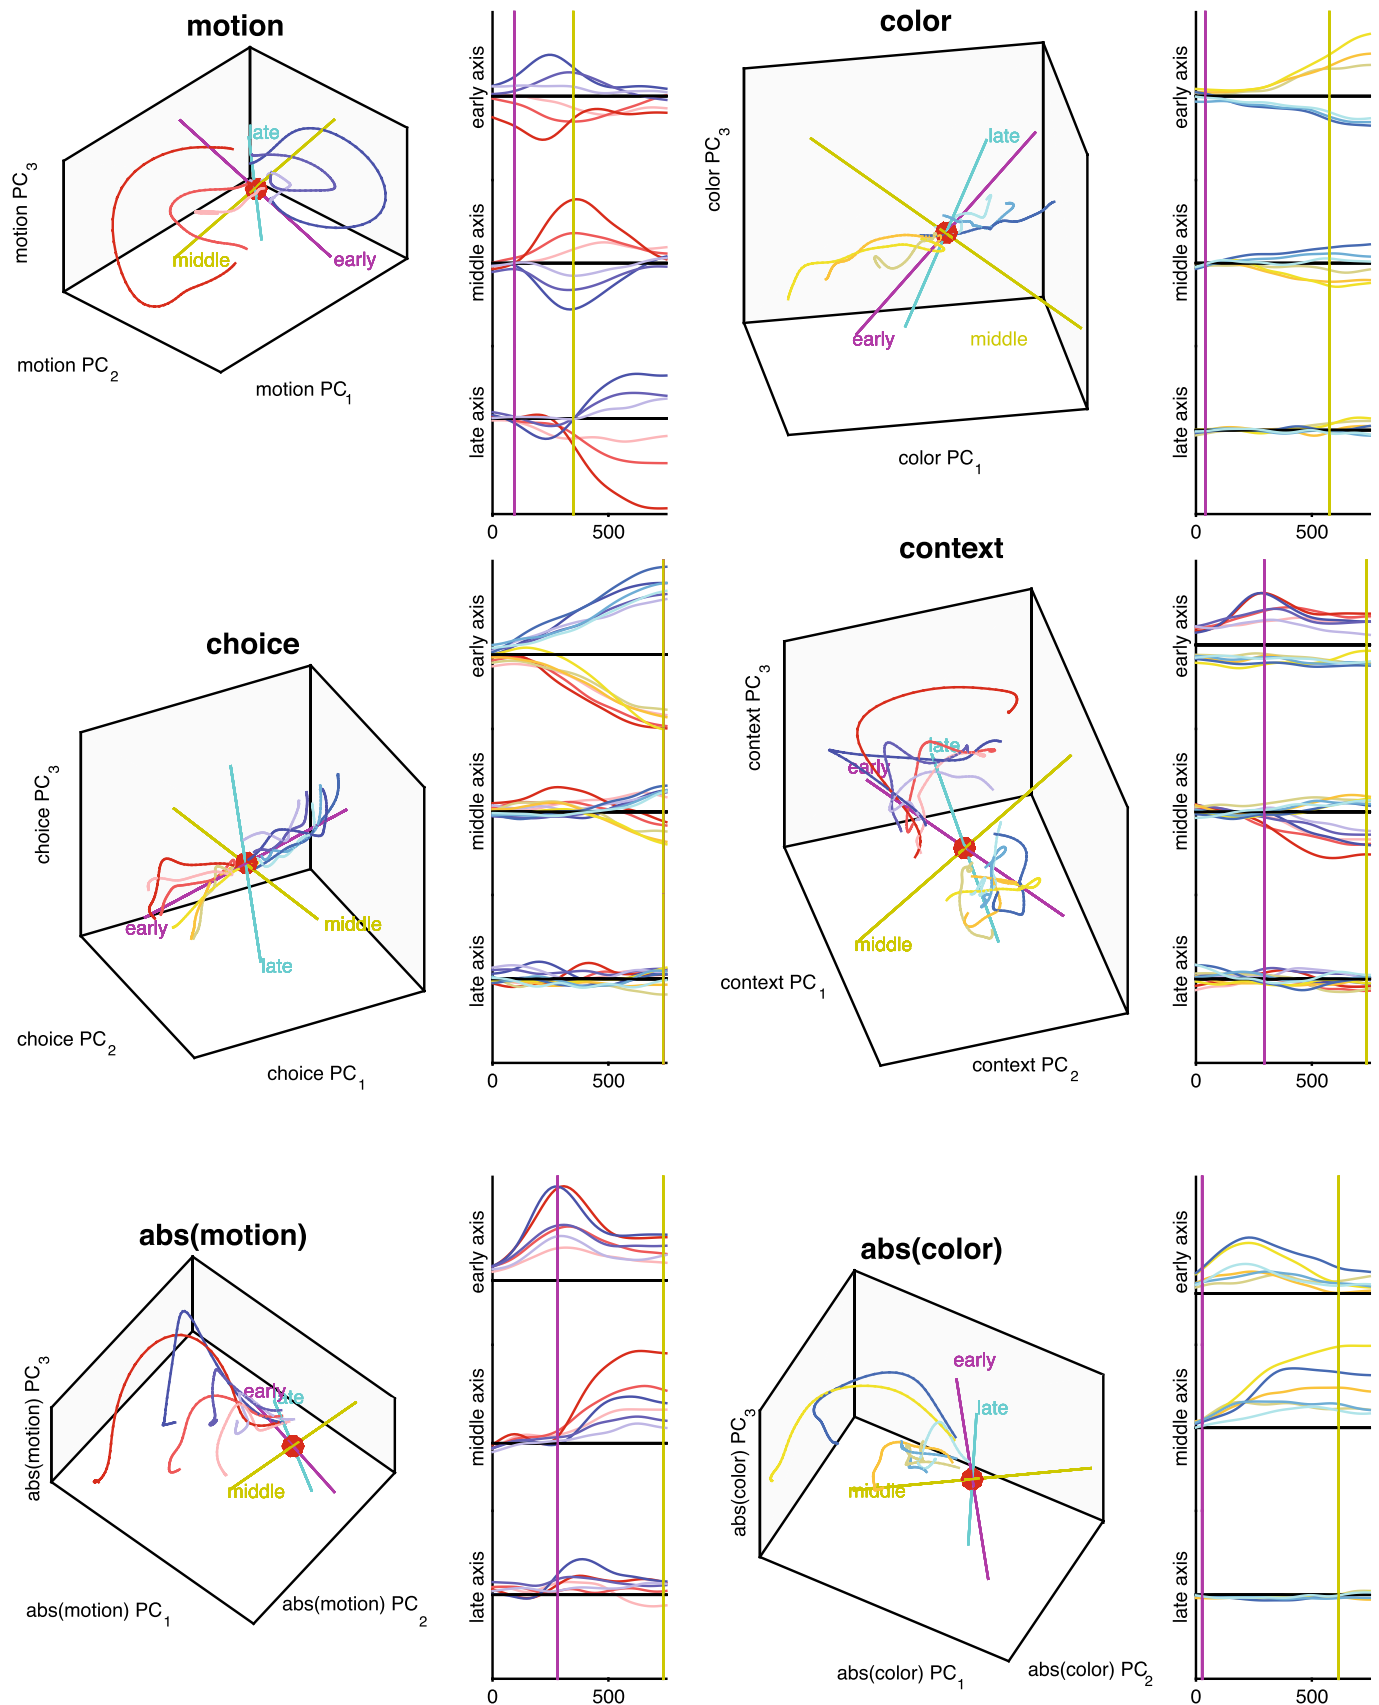 motion
motion PC3
motion PC2
motion PC1
late
middle
early
early axis
middle axis
late axis
0 500
color
color PC3
color PC1
late
early
middle
early axis
middle axis
late axis
0 500
choice
choice PC3
choice PC2
choice PC1
early
middle
late
early axis
middle axis
late axis
0 500
context
context PC3
context PC1
context PC2
late
early
middle
early axis
middle axis
late axis
0 500
abs(motion)
abs(motion) PC3
abs(motion) PC1
abs(motion) PC2
early
late
middle
early axis
middle axis
late axis
0 500
abs(color)
abs(color) PC3
abs(color) PC1
abs(color) PC2
early
late
middle
early axis
middle axis
late axis
0 500